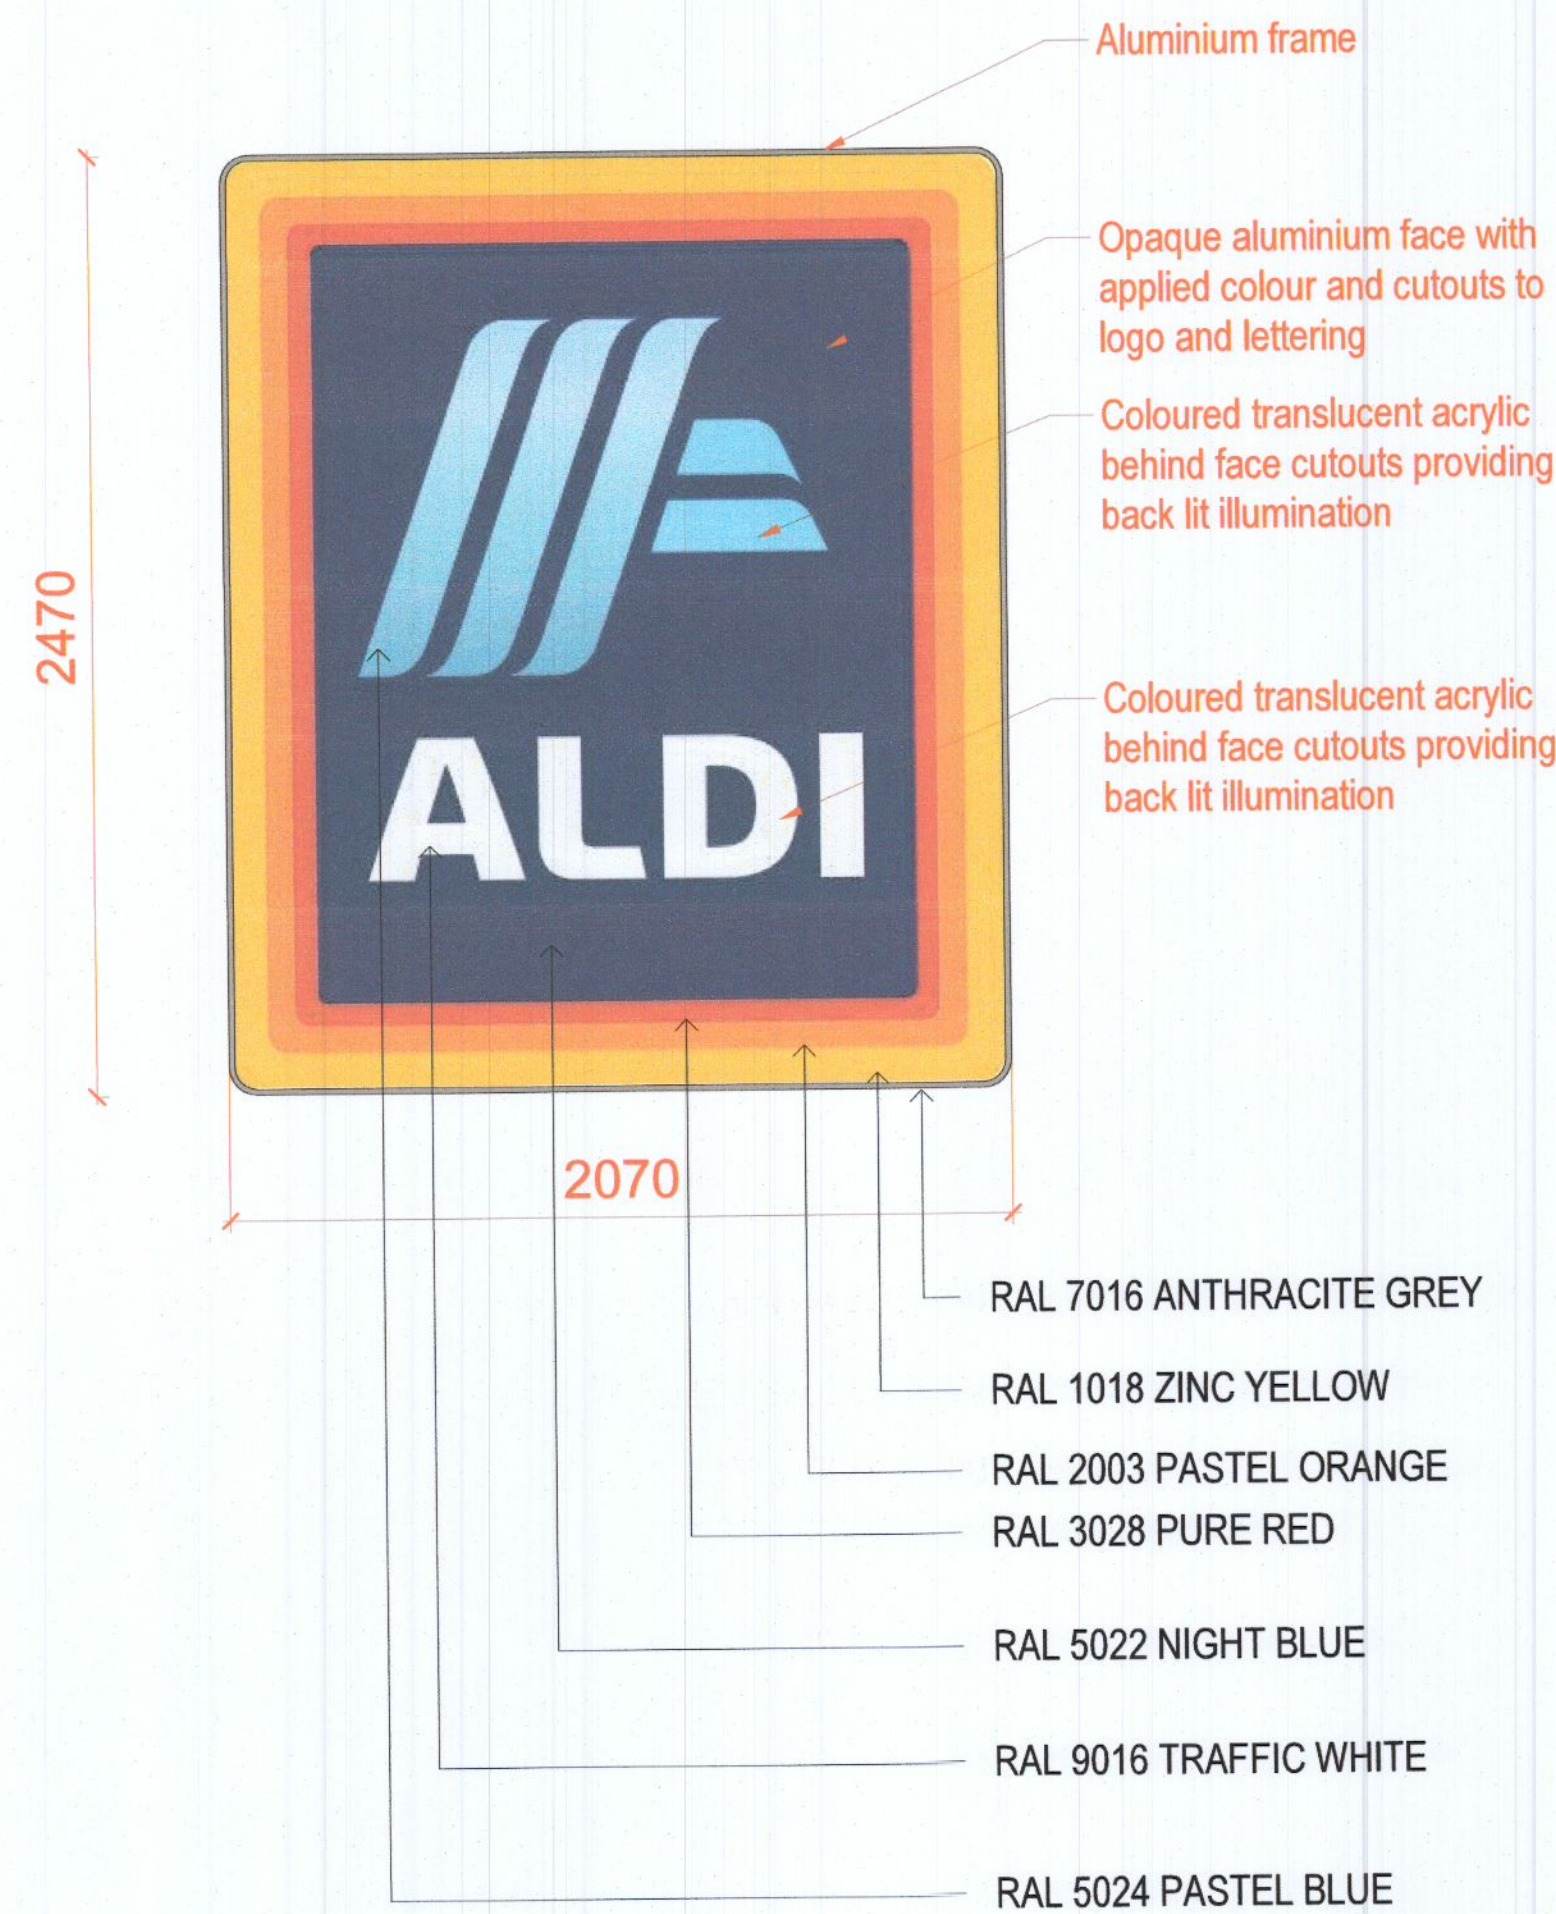 Aluminium frame
Opaque aluminium face with
applied colour and cutouts to
logo and lettering
Coloured translucent acrylic
behind face cutouts providing
back lit illumination
2470
Coloured translucent acrylic
behind face cutouts providing
back lit illumination
ALDI
2070
RAL 7016 ANTHRACITE GREY
RAL 1018 ZINC YELLOW
RAL 2003 PASTEL ORANGE
RAL 3028 PURE RED
RAL 5022 NIGHT BLUE
RAL 9016 TRAFFIC WHITE
RAL 5024 PASTEL BLUE